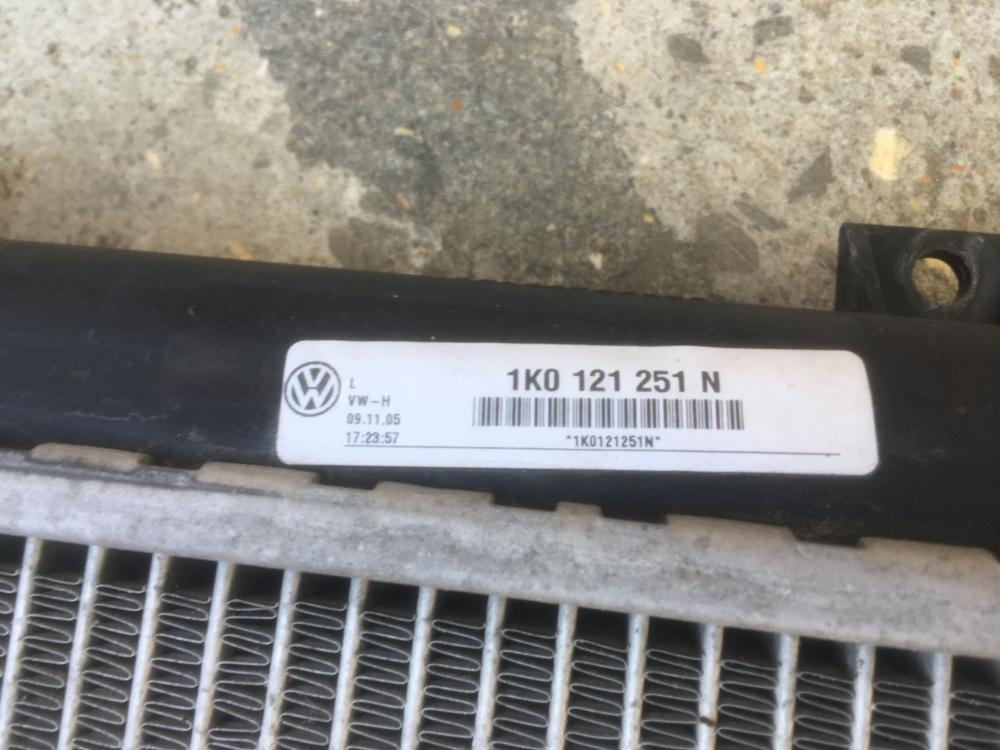 VW
L
VW-H
09.11.05
17:23:57
1K0 121 251 N
*1K0121251N*